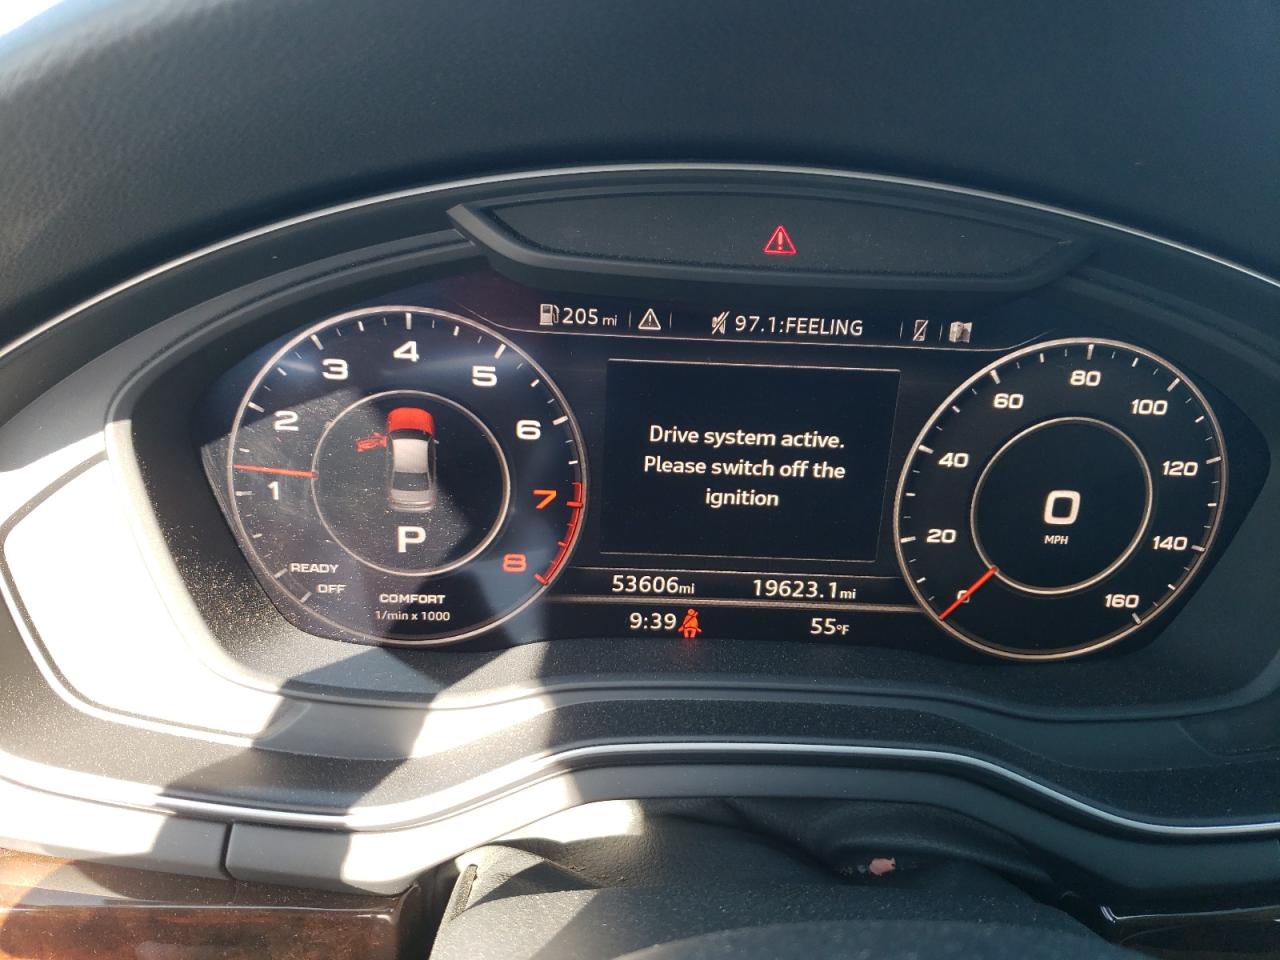 205 mi
97.1:FEELING
1
2
3
4
5
6
7
8
P
READY
OFF
COMFORT
1/min x 1000
Drive system active.
Please switch off the
ignition
53606mi 19623.1mi
9:39 55°F
0
20
40
60
80
100
120
140
160
0
MPH